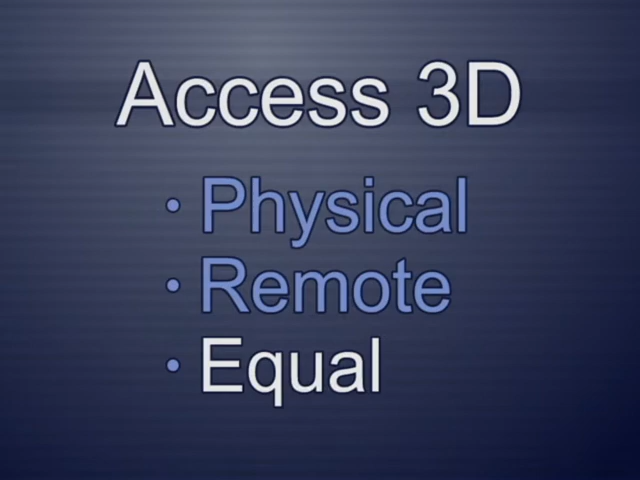 Access 3D
• Physical
• Remote
• Equal